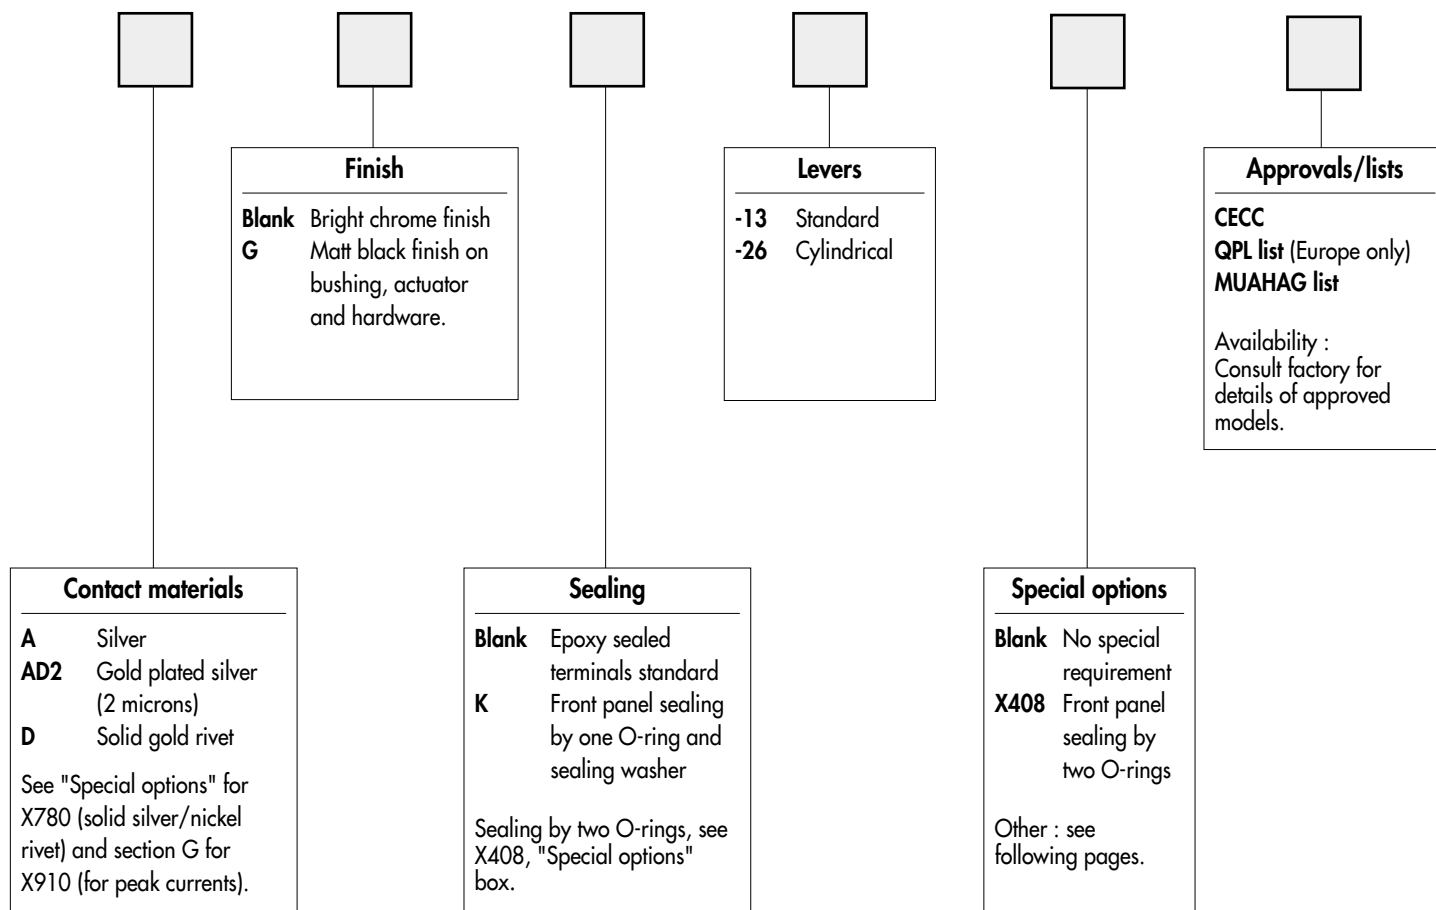 Finish
Blank Bright chrome finish
G Matt black finish on
bushing, actuator
and hardware.
Levers
-13 Standard
-26 Cylindrical
Approvals/lists
CECC
QPL list (Europe only)
MUAHAG list
Availability :
Consult factory for
details of approved
models.
Contact materials
A Silver
AD2 Gold plated silver
(2 microns)
D Solid gold rivet
See "Special options" for
X780 (solid silver/nickel
rivet) and section G for
X910 (for peak currents).
Sealing
Blank Epoxy sealed
terminals standard
K Front panel sealing
by one O-ring and
sealing washer
Sealing by two O-rings, see
X408, "Special options"
box.
Special options
Blank No special
requirement
X408 Front panel
sealing by
two O-rings
Other : see
following pages.